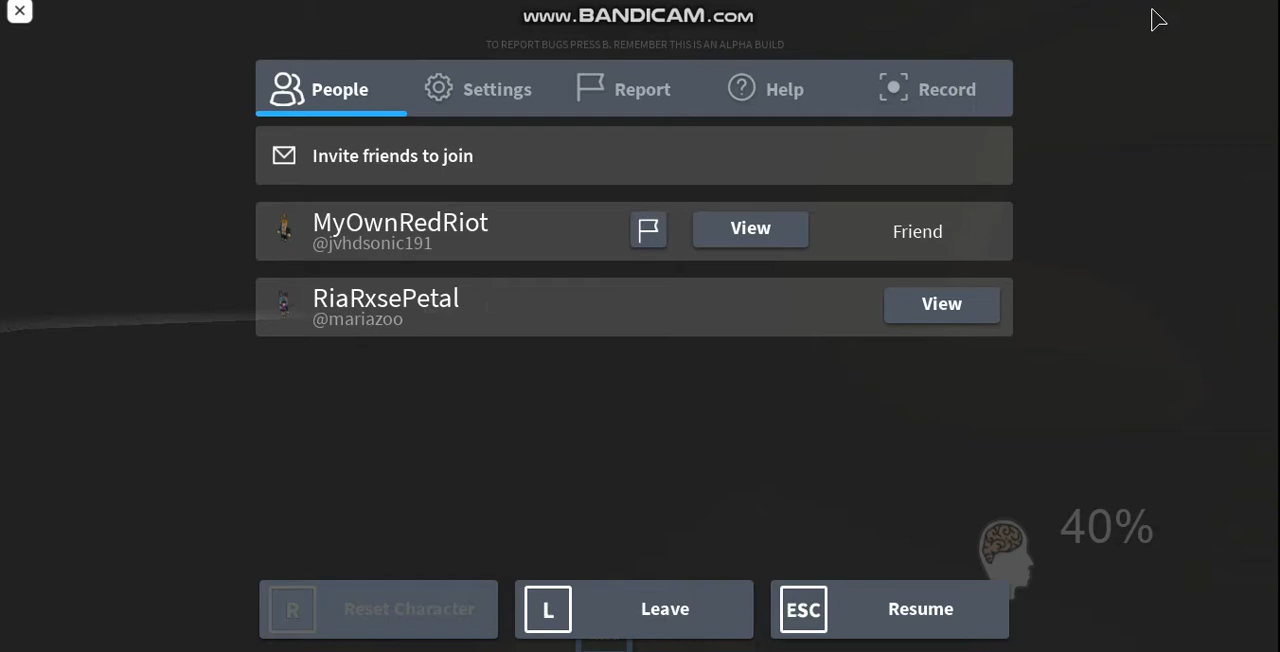 www.BANDICAM.com
TO REPORT BUGS PRESS B. REMEMBER THIS IS AN ALPHA BUILD
People Settings Report Help Record
Invite friends to join
MyOwnRedRiot
@jvhdsonic191
View Friend
RiaRxsePetal
@mariazoo
View
40%
R Reset Character L Leave ESC Resume